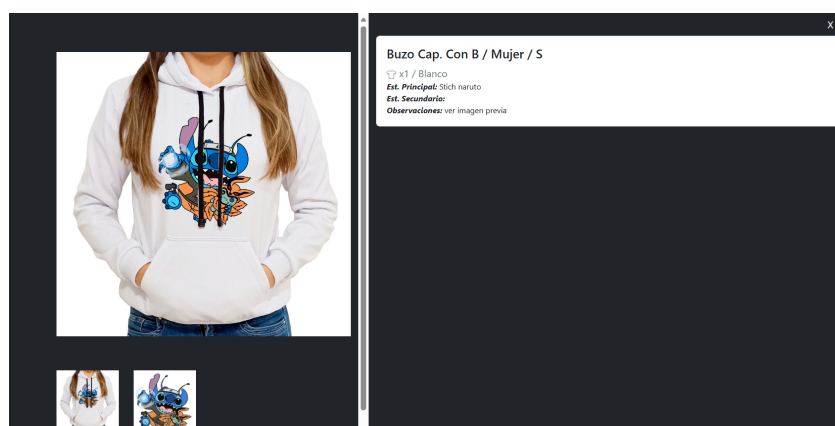 X
Buzo Cap. Con B / Mujer / S
x1 / Blanco
Est. Principal: Stich naruto
Est. Secundario:
Observaciones: ver imagen previa